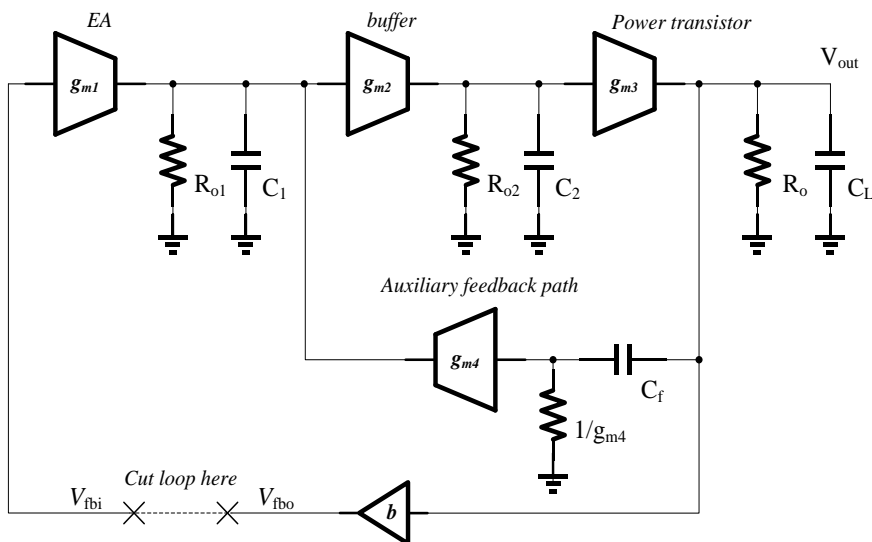 EA
buffer
Power transistor
V_out
g_m1
g_m2
g_m3
R_o1
C_1
R_o2
C_2
R_o
C_L
Auxiliary feedback path
g_m4
C_f
1/g_m4
Cut loop here
V_fbi
V_fbo
b